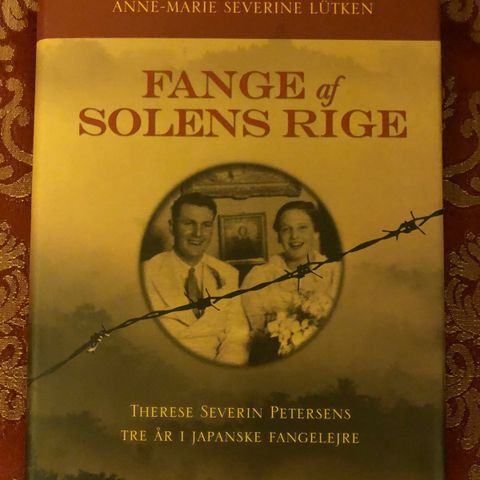 ANNE-MARIE SEVERINE LÜTKEN
FANGE af
SOLENS RIGE
THERESE SEVERIN PETERSENS
TRE ÅR I JAPANSKE FANGELEJRE